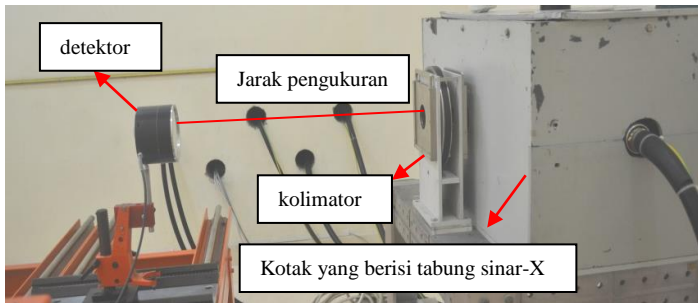 detektor
Jarak pengukuran
kolimator
Kotak yang berisi tabung sinar-X